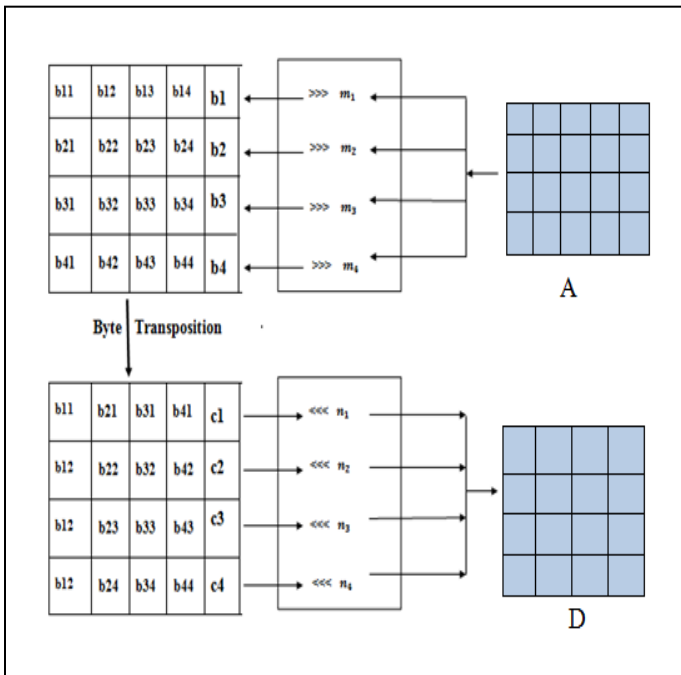 b11 b12 b13 b14 b1 >>> m₁
b21 b22 b23 b24 b2 >>> m₂
b31 b32 b33 b34 b3 >>> m₃
b41 b42 b43 b44 b4 >>> m₄
A
Byte Transposition
b11 b21 b31 b41 c1 <<< n₁
b12 b22 b32 b42 c2 <<< n₂
b12 b23 b33 b43 c3 <<< n₃
b12 b24 b34 b44 c4 <<< n₄
D